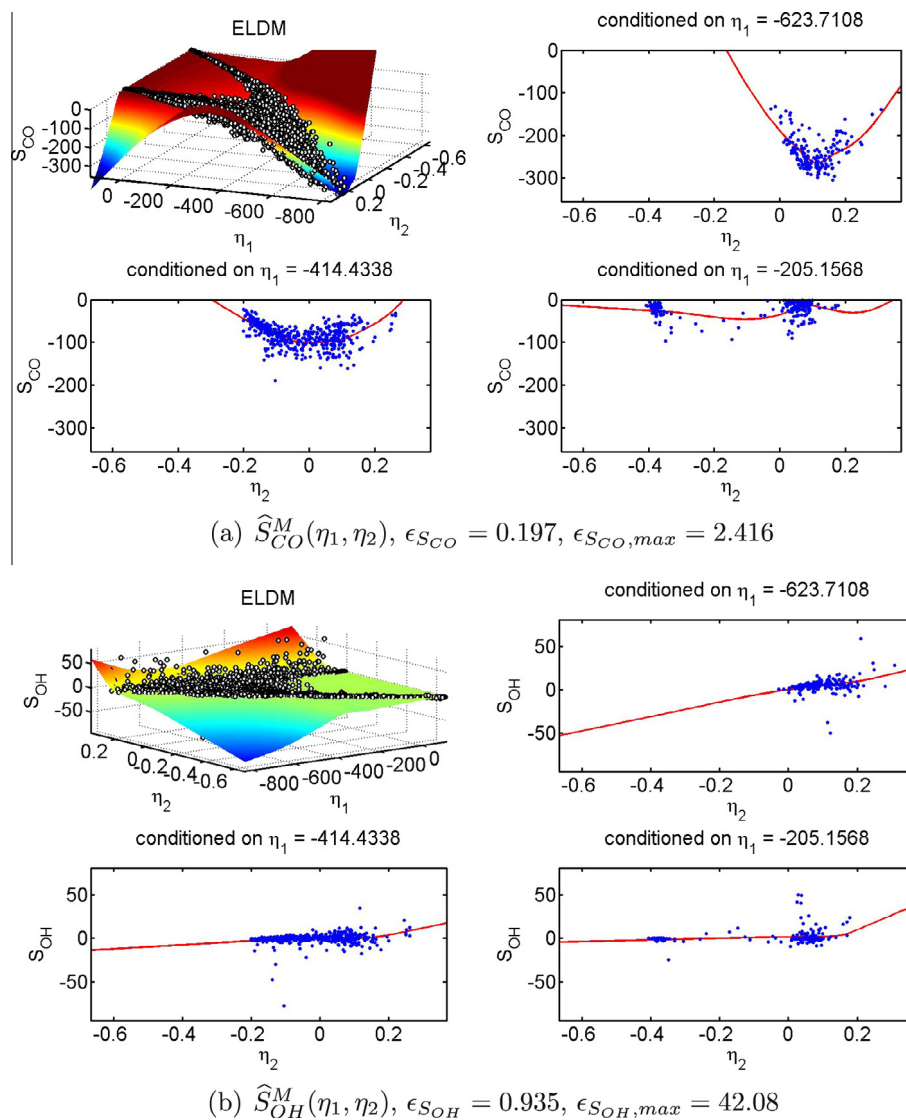 ELDM
S_CO
0
-100
-200
-300
0 -200 -400 -600 -800
η_1
0.2 0 -0.2 -0.4 -0.6
η_2
conditioned on η_1 = -623.7108
S_CO
0
-100
-200
-300
-0.6 -0.4 -0.2 0 0.2
η_2
conditioned on η_1 = -414.4338
S_CO
0
-100
-200
-300
-0.6 -0.4 -0.2 0 0.2
η_2
conditioned on η_1 = -205.1568
S_CO
0
-100
-200
-300
-0.6 -0.4 -0.2 0 0.2
η_2
(a) Ŝ^M_CO(η_1, η_2), ϵ_{S_CO} = 0.197, ϵ_{S_CO,max} = 2.416
ELDM
S_OH
50
0
-50
0.2 0 -0.2 -0.4 -0.6
η_2
-800 -600 -400 -200 0
η_1
conditioned on η_1 = -623.7108
S_OH
50
0
-50
-0.6 -0.4 -0.2 0 0.2
η_2
conditioned on η_1 = -414.4338
S_OH
50
0
-50
-0.6 -0.4 -0.2 0 0.2
η_2
conditioned on η_1 = -205.1568
S_OH
50
0
-50
-0.6 -0.4 -0.2 0 0.2
η_2
(b) Ŝ^M_OH(η_1, η_2), ϵ_{S_OH} = 0.935, ϵ_{S_OH,max} = 42.08